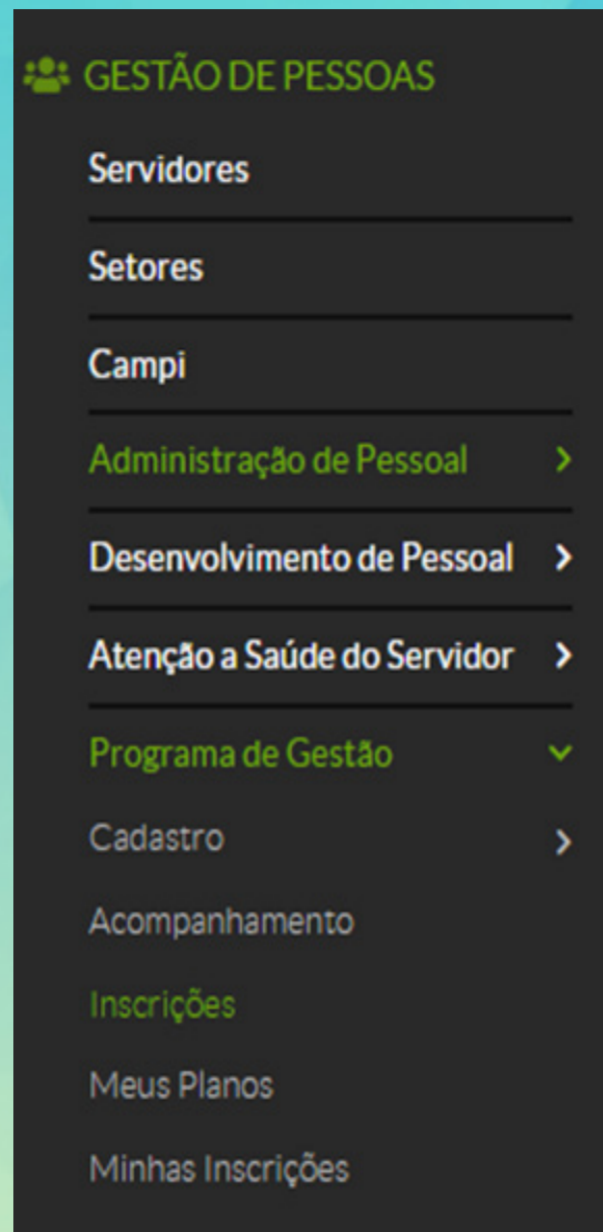 GESTÃO DE PESSOAS
Servidores
Setores
Campi
Administração de Pessoal
Desenvolvimento de Pessoal
Atenção a Saúde do Servidor
Programa de Gestão
Cadastro
Acompanhamento
Inscrições
Meus Planos
Minhas Inscrições